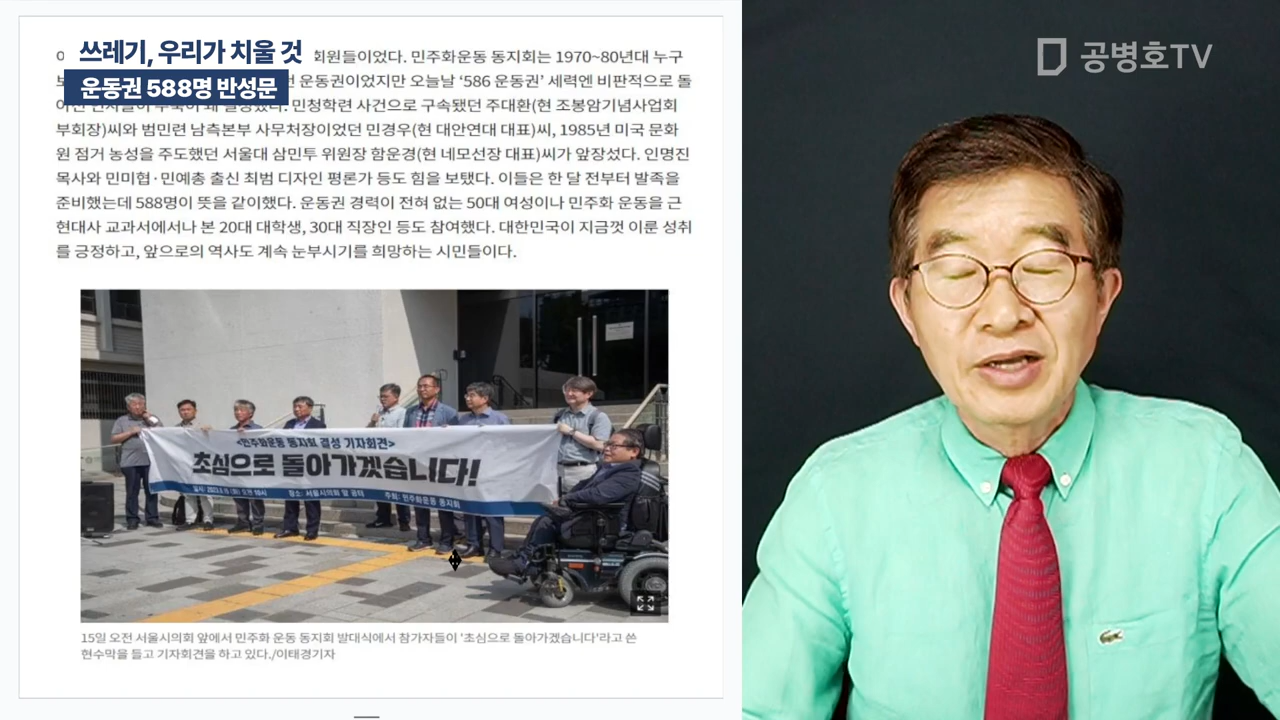 쓰레기, 우리가 치울 것
운동권 588명 반성문
회원들이었다. 민주화운동 동지회는 1970~80년대 누구
운동권이었지만 오늘날 ‘586 운동권’ 세력엔 비판적으로 돌
민청학련 사건으로 구속됐던 주대환(현 조봉암기념사업회
부회장)씨와 범민련 남측본부 사무처장이었던 민경우(현 대안연대 대표)씨, 1985년 미국 문화
원 점거 농성을 주도했던 서울대 삼민투 위원장 함운경(현 네모선장 대표)씨가 앞장섰다. 인명진
목사와 민미협·민예총 출신 최범 디자인 평론가 등도 힘을 보탰다. 이들은 한 달 전부터 발족을
준비했는데 588명이 뜻을 같이했다. 운동권 경력이 전혀 없는 50대 여성이나 민주화 운동을 근
현대사 교과서에서나 본 20대 대학생, 30대 직장인 등도 참여했다. 대한민국이 지금껏 이룬 성취
를 긍정하고, 앞으로의 역사도 계속 눈부시기를 희망하는 시민들이다.
<민주화운동 동지회 결성 기자회견>
초심으로 돌아가겠습니다!
장소: 서울시의회 앞 공터
주최: 민주화운동 동지회
15일 오전 서울시의회 앞에서 민주화 운동 동지회 발대식에서 참가자들이 '초심으로 돌아가겠습니다'라고 쓴
현수막을 들고 기자회견을 하고 있다./이태경기자
공병호TV